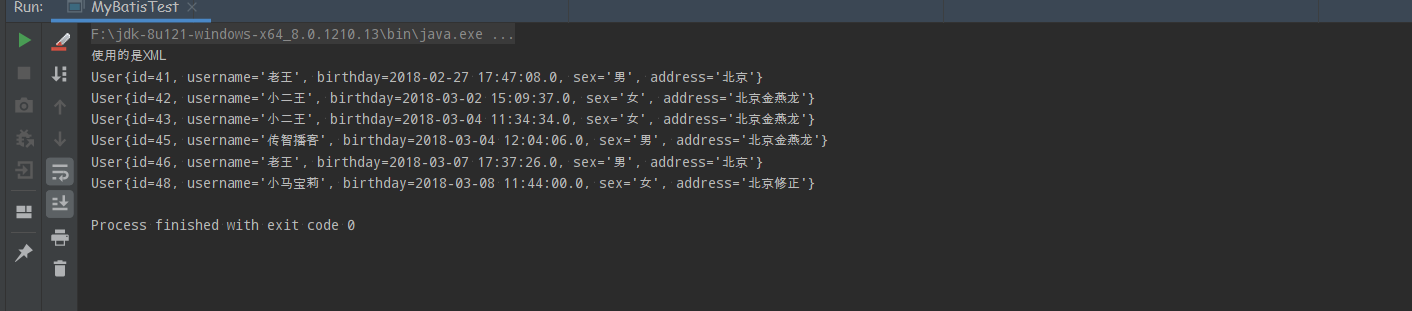 Run: MyBatisTest
F:\jdk-8u121-windows-x64_8.0.1210.13\bin\java.exe ...
使用的是XML
User{id=41, username='老王', birthday=2018-02-27 17:47:08.0, sex='男', address='北京'}
User{id=42, username='小二王', birthday=2018-03-02 15:09:37.0, sex='女', address='北京金燕龙'}
User{id=43, username='小二王', birthday=2018-03-04 11:34:34.0, sex='女', address='北京金燕龙'}
User{id=45, username='传智播客', birthday=2018-03-04 12:04:06.0, sex='男', address='北京金燕龙'}
User{id=46, username='老王', birthday=2018-03-07 17:37:26.0, sex='男', address='北京'}
User{id=48, username='小马宝莉', birthday=2018-03-08 11:44:00.0, sex='女', address='北京修正'}
Process finished with exit code 0